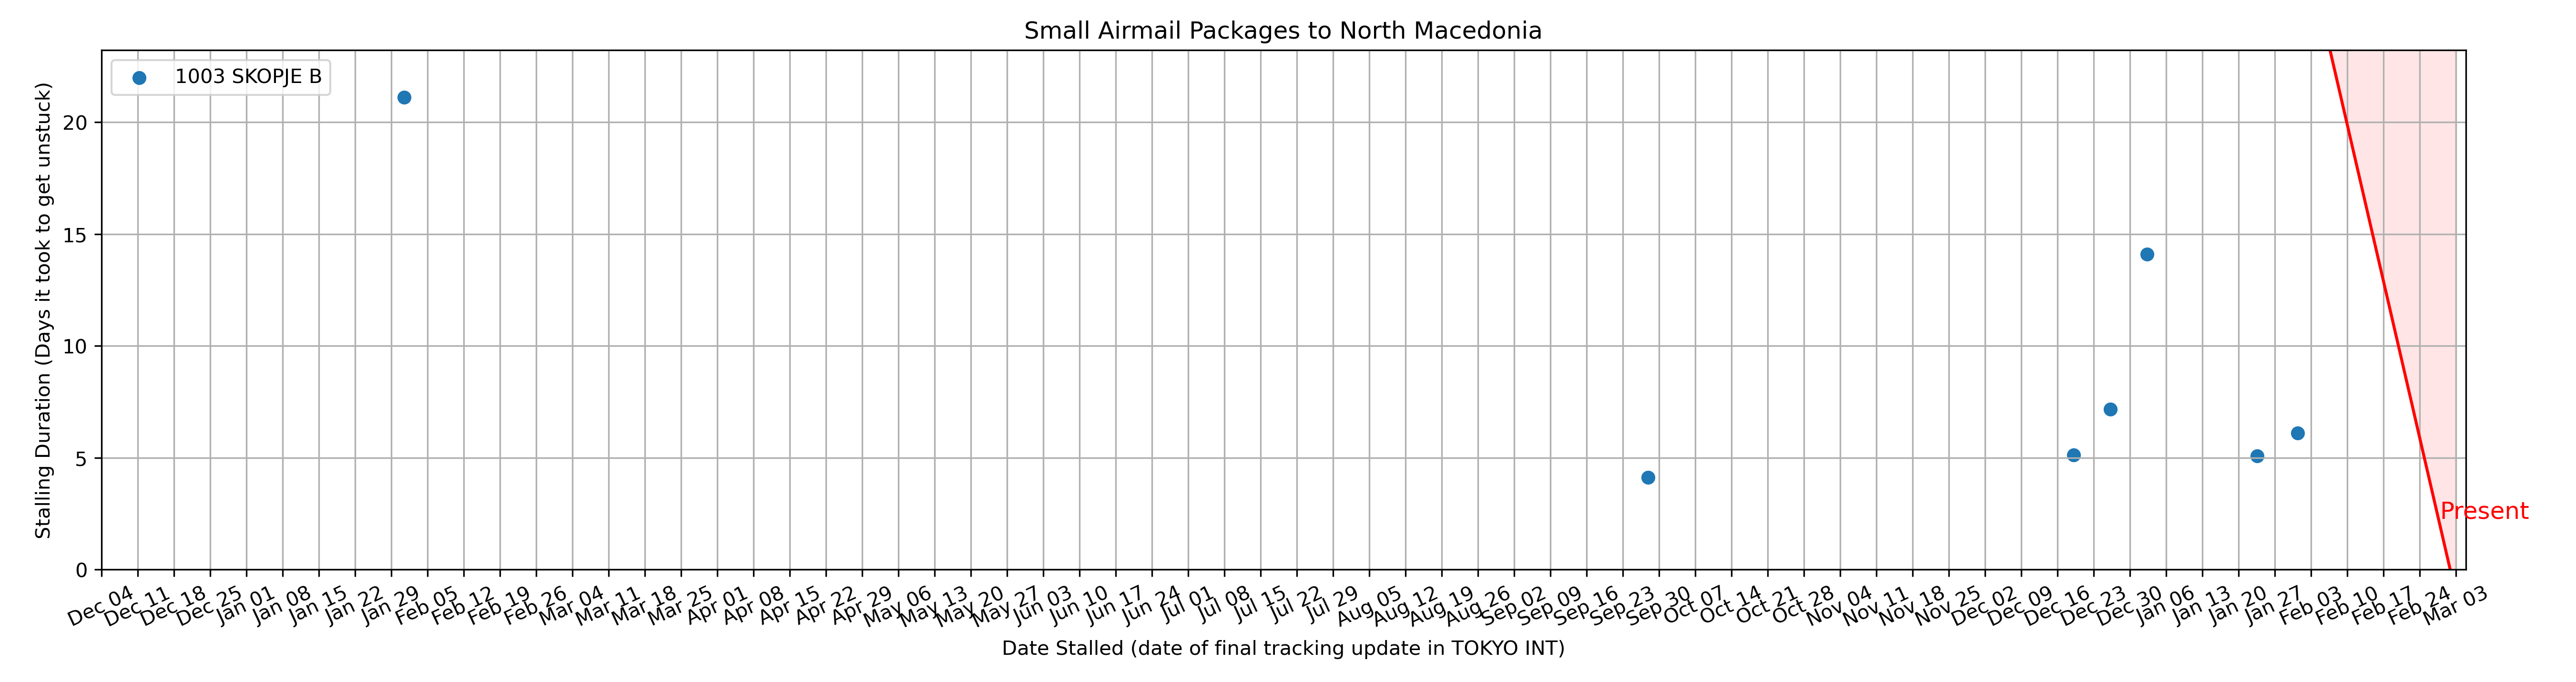 Small Airmail Packages to North Macedonia
1003 SKOPJE B
Stalling Duration (Days it took to get unstuck)
20
15
10
5
0
Present
Dec 04
Dec 11
Dec 18
Dec 25
Jan 01
Jan 08
Jan 15
Jan 22
Jan 29
Feb 05
Feb 12
Feb 19
Feb 26
Mar 04
Mar 11
Mar 18
Mar 25
Apr 01
Apr 08
Apr 15
Apr 22
Apr 29
May 06
May 13
May 20
May 27
Jun 03
Jun 10
Jun 17
Jun 24
Jul 01
Jul 08
Jul 15
Jul 22
Jul 29
Aug 05
Aug 12
Aug 19
Aug 26
Sep 02
Sep 09
Sep 16
Sep 23
Sep 30
Oct 07
Oct 14
Oct 21
Oct 28
Nov 04
Nov 11
Nov 18
Nov 25
Dec 02
Dec 09
Dec 16
Dec 23
Dec 30
Jan 06
Jan 13
Jan 20
Jan 27
Feb 03
Feb 10
Feb 17
Feb 24
Mar 03
Date Stalled (date of final tracking update in TOKYO INT)